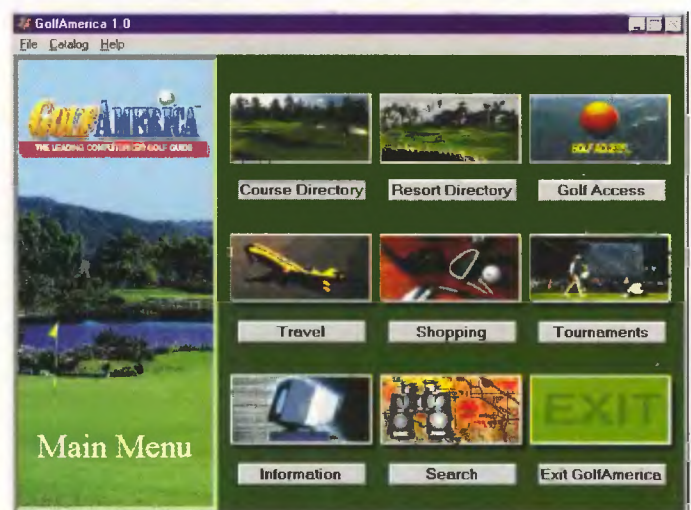 GolfAmerica 1.0
File Catalog Help
GOLFAMERICA™
THE LEADING COMPUTERIZED GOLF GUIDE
GOLF ACCESS
Course Directory Resort Directory Golf Access
Travel Shopping Tournaments
EXIT
Main Menu
Information Search Exit GolfAmerica